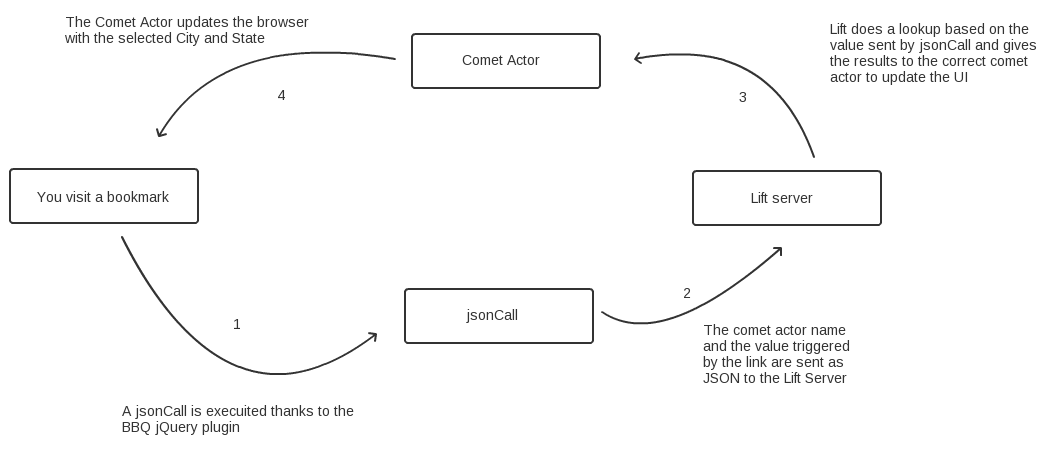 The Comet Actor updates the browser
with the selected City and State
Comet Actor
Lift does a lookup based on the
value sent by jsonCall and gives
the results to the correct comet
actor to update the UI
4
3
You visit a bookmark
Lift server
jsonCall
2
1
The comet actor name
and the value triggered
by the link are sent as
JSON to the Lift Server
A jsonCall is execuited thanks to the
BBQ jQuery plugin